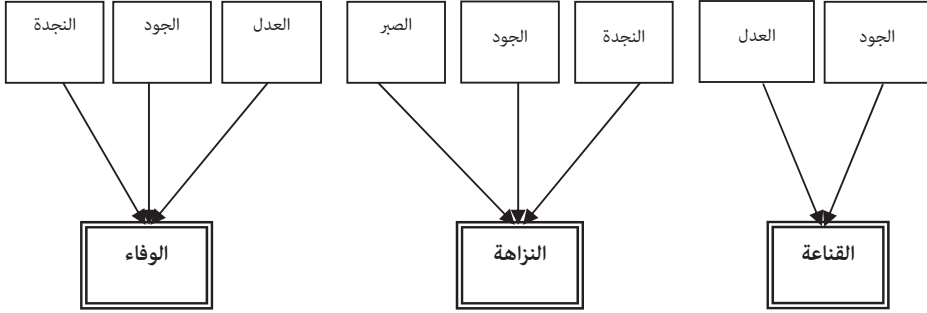 الجود
العدل
النجدة
الجود
الصبر
العدل
الجود
النجدة
القناعة
النزاهة
الوفاء